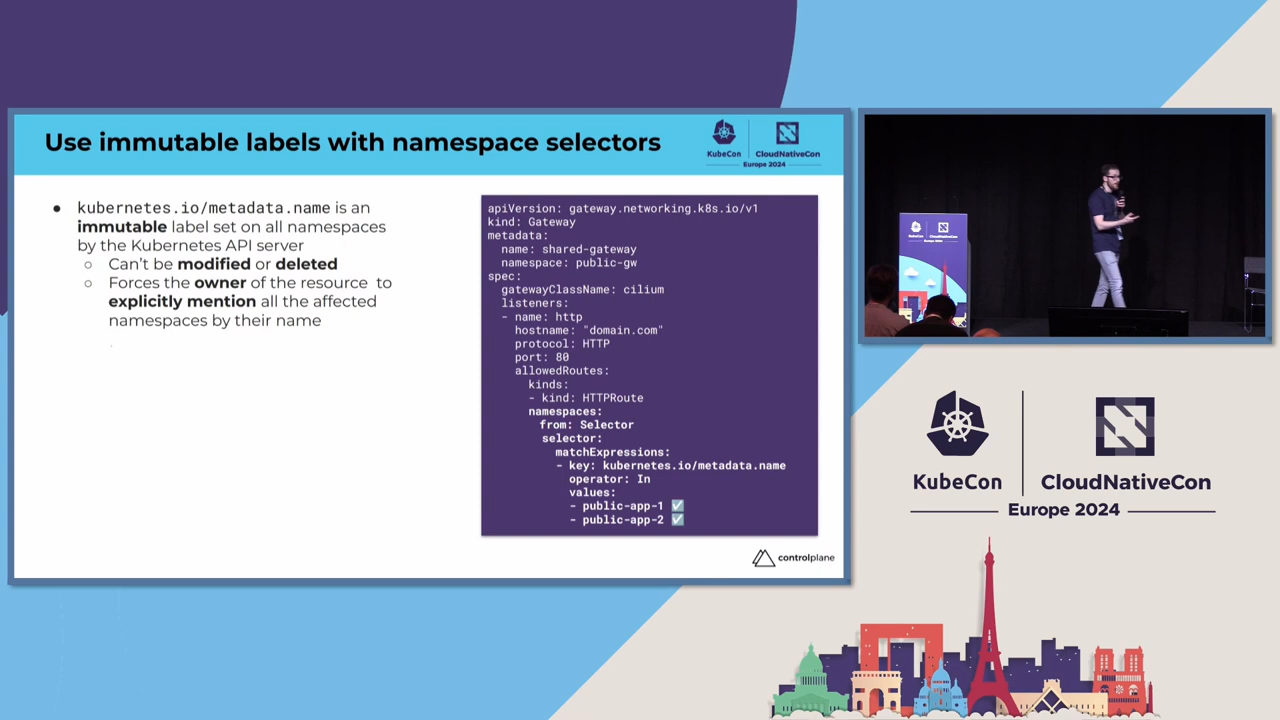 Use immutable labels with namespace selectors
KubeCon
CloudNativeCon
Europe 2024
● kubernetes.io/metadata.name is an
immutable label set on all namespaces
by the Kubernetes API server
○ Can't be modified or deleted
○ Forces the owner of the resource to
explicitly mention all the affected
namespaces by their name
apiVersion: gateway.networking.k8s.io/v1
kind: Gateway
metadata:
name: shared-gateway
namespace: public-gw
spec:
gatewayClassName: cilium
listeners:
- name: http
hostname: "domain.com"
protocol: HTTP
port: 80
allowedRoutes:
kinds:
- kind: HTTPRoute
namespaces:
from: Selector
selector:
matchExpressions:
- key: kubernetes.io/metadata.name
operator: In
values:
- public-app-1 ☑
- public-app-2 ☑
controlplane
KubeCon
CloudNativeCon
Europe 2024